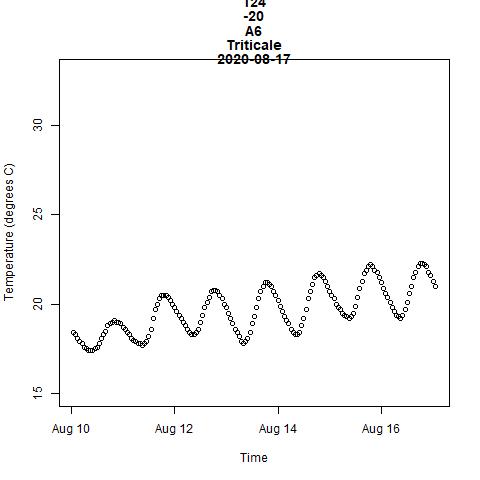 124
-20
A6
Triticale
2020-08-17
Temperature (degrees C)
30
25
20
15
Aug 10
Aug 12
Aug 14
Aug 16
Time